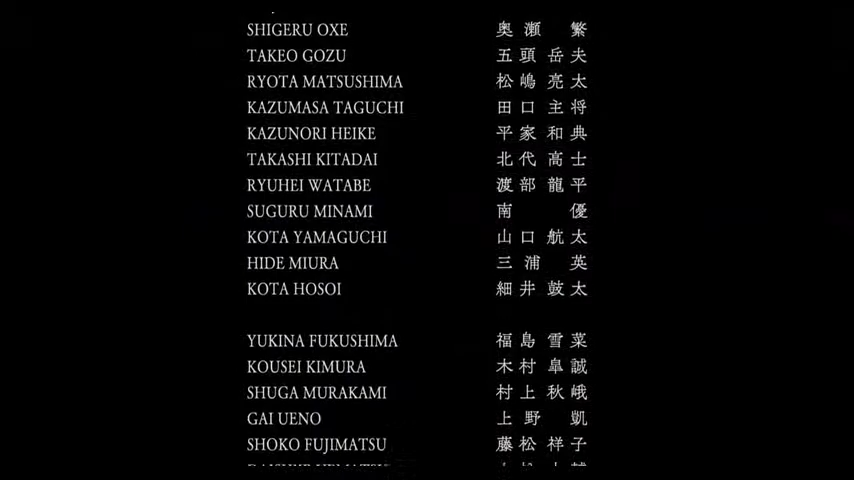 SHIGERU OXE 奥瀬 繁
TAKEO GOZU 五頭岳夫
RYOTA MATSUSHIMA 松嶋亮太
KAZUMASA TAGUCHI 田口主将
KAZUNORI HEIKE 平家和典
TAKASHI KITADAI 北代高士
RYUHEI WATABE 渡部龍平
SUGURU MINAMI 南 優
KOTA YAMAGUCHI 山口航太
HIDE MIURA 三浦 英
KOTA HOSOI 細井鼓太
YUKINA FUKUSHIMA 福島雪菜
KOUSEI KIMURA 木村皐誠
SHUGA MURAKAMI 村上秋峨
GAI UENO 上野 凱
SHOKO FUJIMATSU 藤松祥子